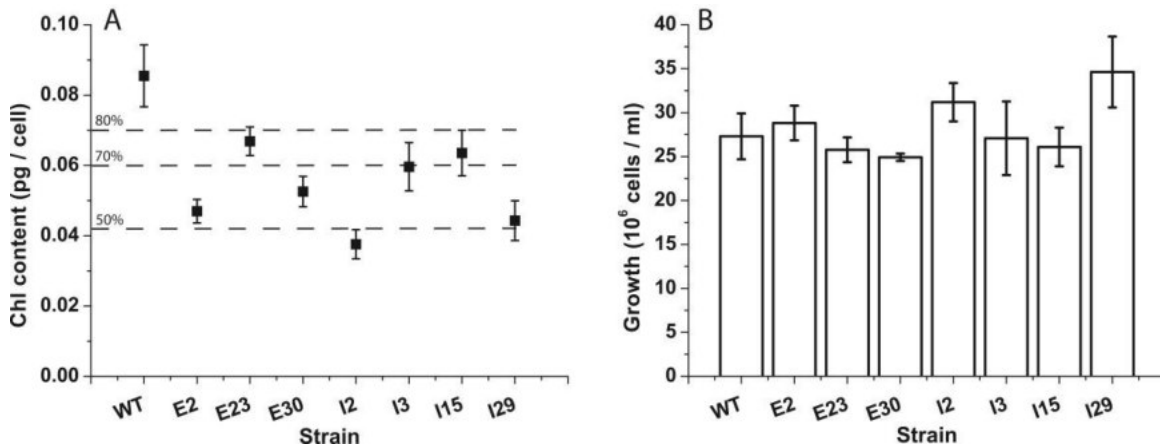 A
Chl content (pg / cell)
0.10
0.08
0.06
0.04
0.02
0.00
80%
70%
50%
WT
E2
E23
E30
I2
I3
I15
I29
Strain
B
Growth (10⁶ cells / ml)
40
35
30
25
20
15
10
5
0
WT
E2
E23
E30
I2
I3
I15
I29
Strain